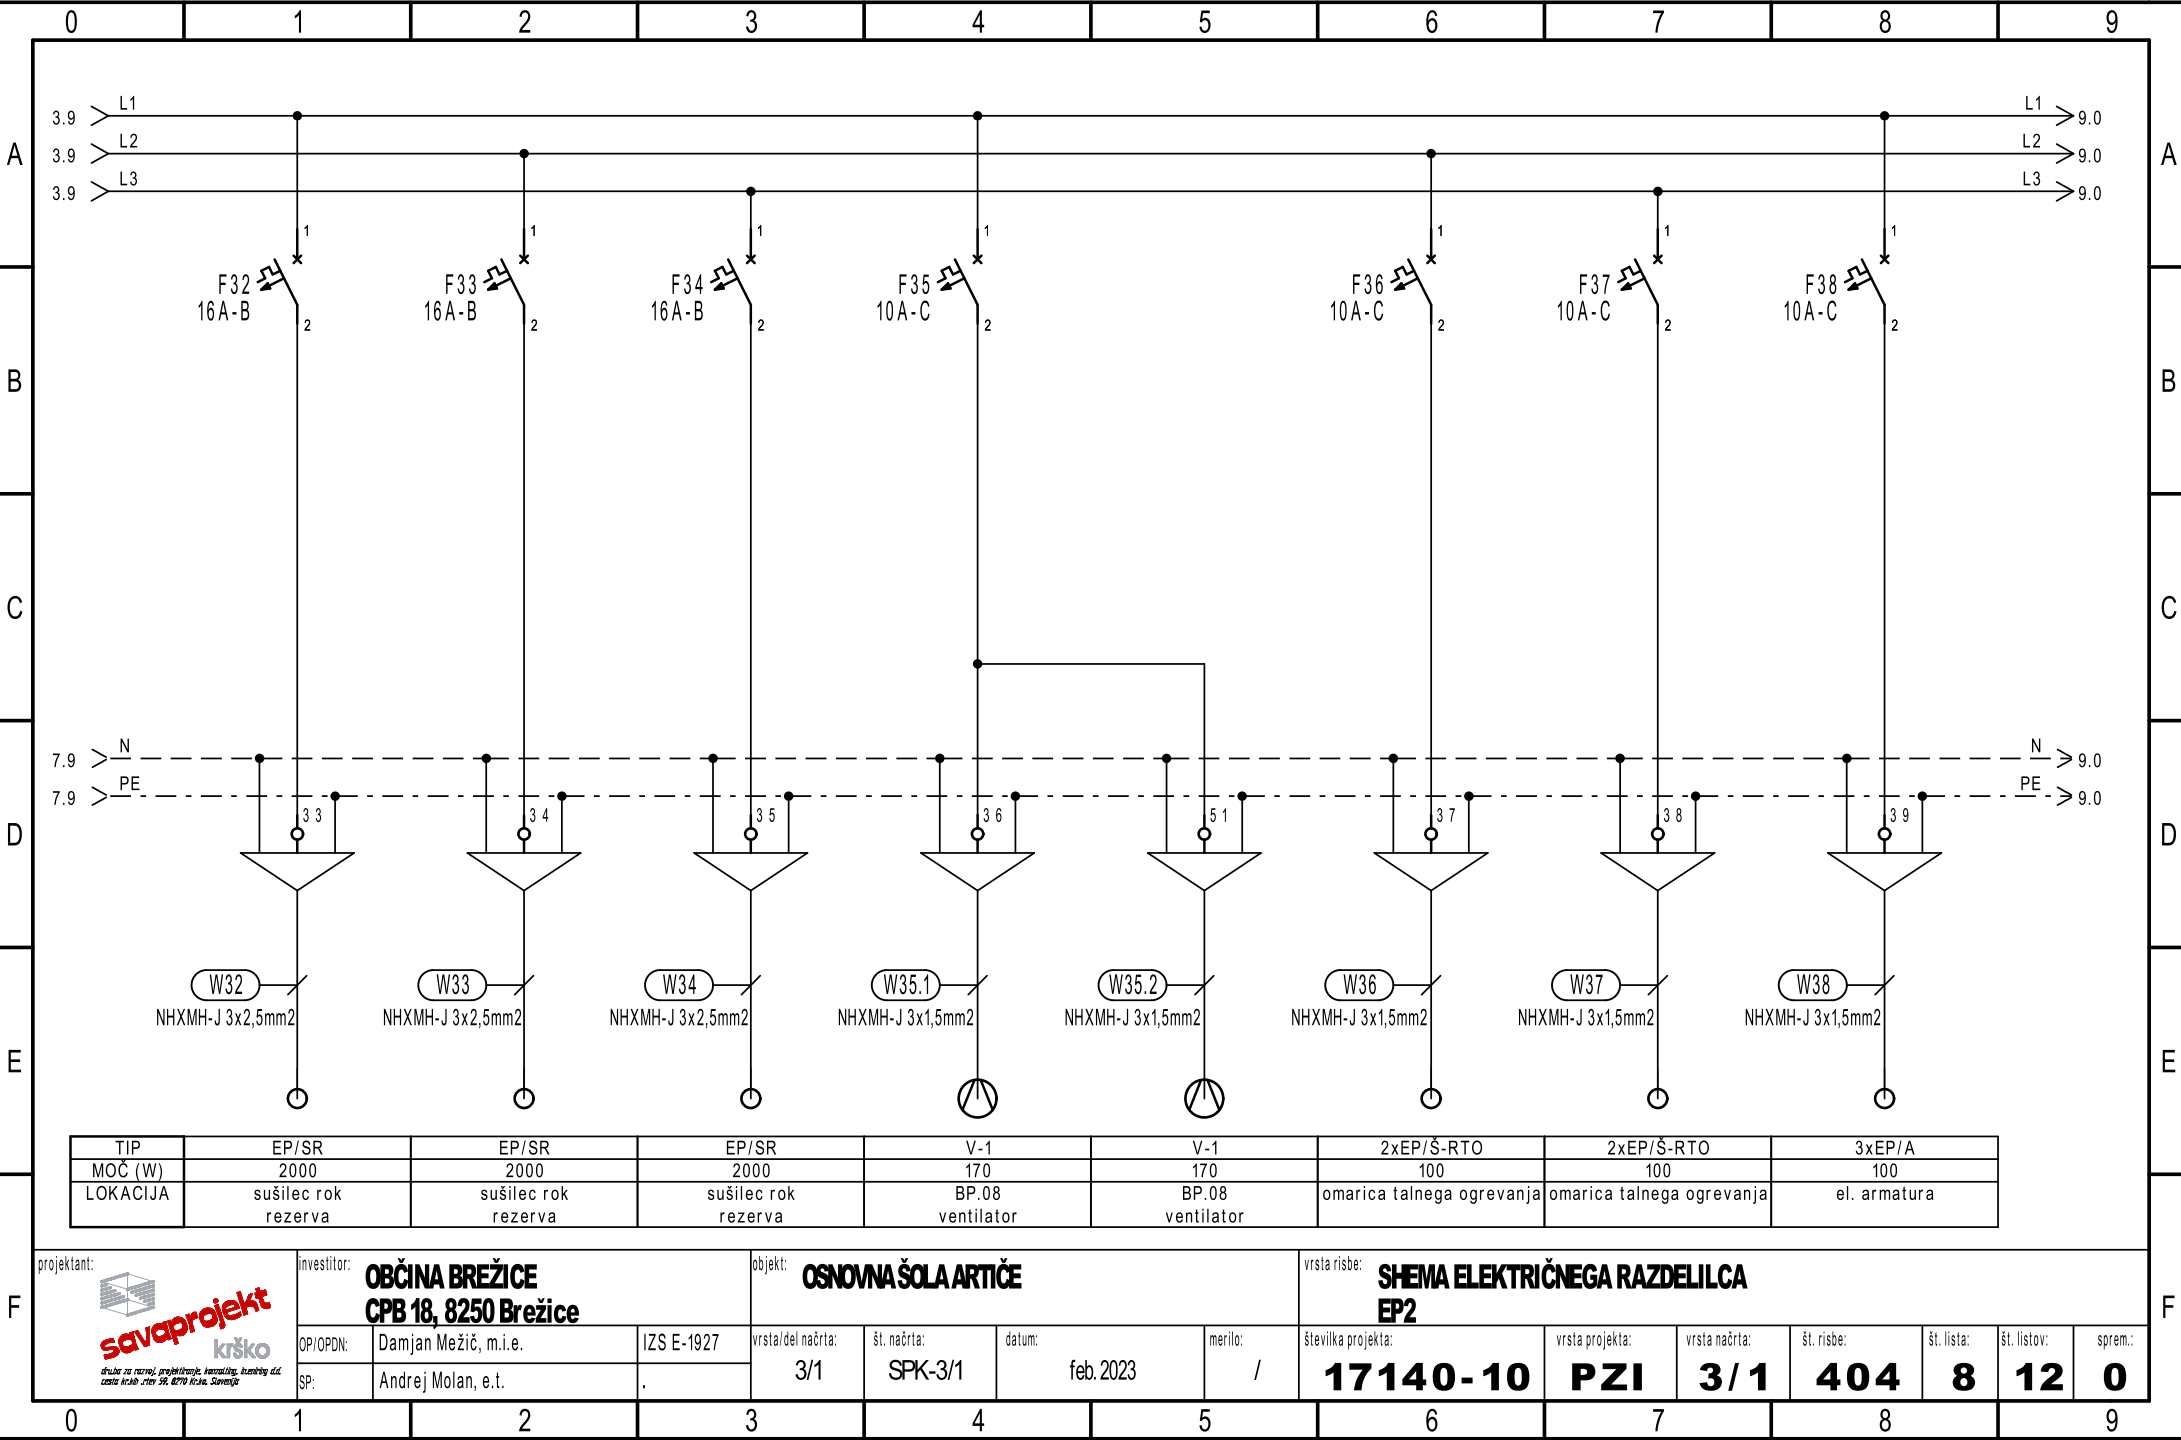 0 1 2 3 4 5 6 7 8 9
3.9 L1 L1 9.0
3.9 L2 L2 9.0
3.9 L3 L3 9.0
A A
1 1 1 1 1 1 1
F32 F33 F34 F35 F36 F37 F38
16A-B 16A-B 16A-B 10A-C 10A-C 10A-C 10A-C
2 2 2 2 2 2 2
B B
C C
7.9 N N 9.0
7.9 PE PE 9.0
33 34 35 36 51 37 38 39
D D
W32 W33 W34 W35.1 W35.2 W36 W37 W38
NHXMH-J 3x2,5mm2 NHXMH-J 3x2,5mm2 NHXMH-J 3x2,5mm2 NHXMH-J 3x1,5mm2 NHXMH-J 3x1,5mm2 NHXMH-J 3x1,5mm2 NHXMH-J 3x1,5mm2 NHXMH-J 3x1,5mm2
E E
TIP EP/SR EP/SR EP/SR V-1 V-1 2xEP/Š-RTO 2xEP/Š-RTO 3xEP/A
MOČ (W) 2000 2000 2000 170 170 100 100 100
LOKACIJA sušilec rok sušilec rok sušilec rok BP.08 BP.08 omarica talnega ogrevanja omarica talnega ogrevanja el. armatura
rezerva rezerva rezerva ventilator ventilator
projektant:
savaprojekt
krško
investitor: OBČINA BREŽICE
CPB 18, 8250 Brežice
objekt: OSNOVNA ŠOLA ARTIČE
vrsta risbe: SHEMA ELEKTRIČNEGA RAZDELILCA
EP2
F F
OP/OPDN: Damjan Mežič, m.i.e. IZS E-1927
SP: Andrej Molan, e.t. .
vrsta/del načrta: št. načrta: datum: merilo: številka projekta: vrsta projekta: vrsta načrta: št. risbe: št. lista: št. listov: sprem.:
3/1 SPK-3/1 feb. 2023 / 17140-10 PZI 3/1 404 8 12 0
0 1 2 3 4 5 6 7 8 9